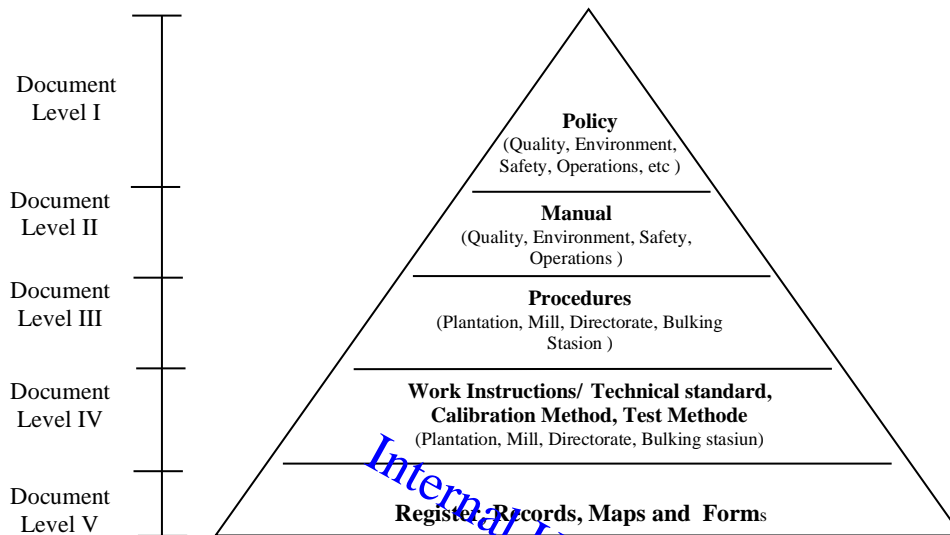 Document
Level I
Policy
(Quality, Environment,
Safety, Operations, etc )
Document
Level II
Manual
(Quality, Environment, Safety,
Operations )
Document
Level III
Procedures
(Plantation, Mill, Directorate, Bulking
Stasion )
Document
Level IV
Work Instructions/ Technical standard,
Calibration Method, Test Methode
(Plantation, Mill, Directorate, Bulking stasiun)
Document
Level V
Register, Records, Maps and Forms
Internal